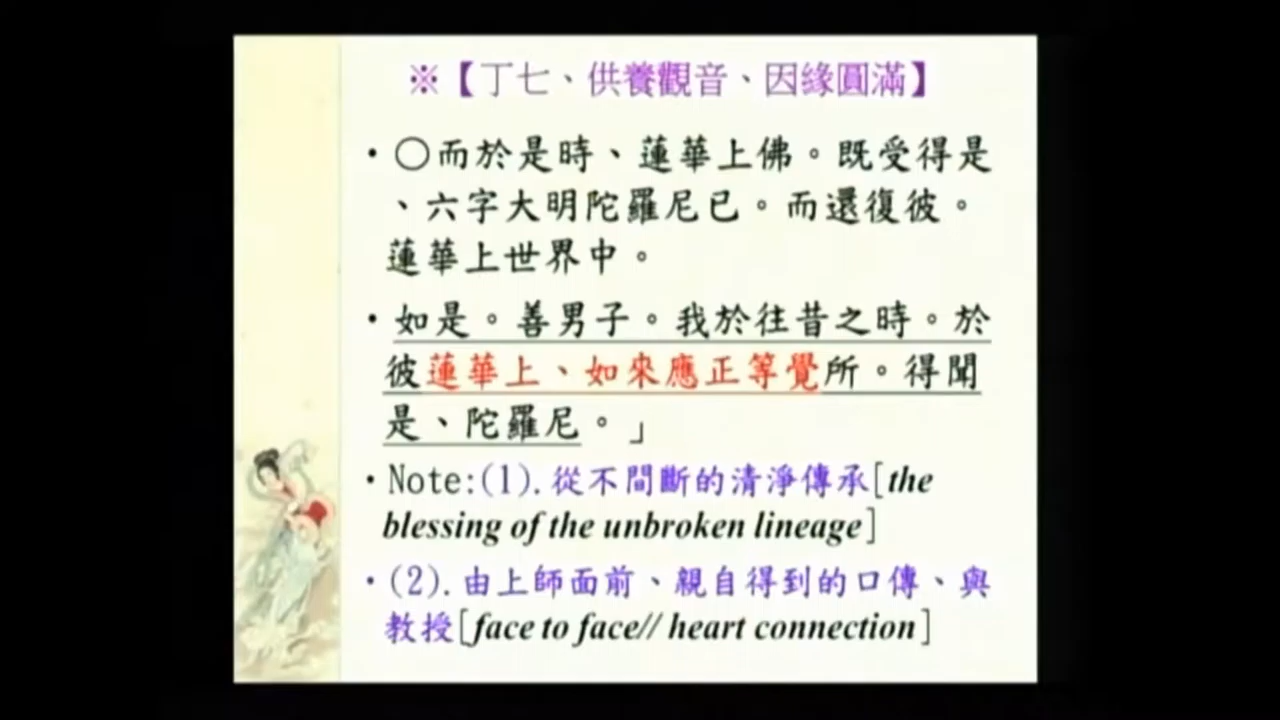 ※【丁七、供養觀音、因緣圓滿】
•〇而於是時、蓮華上佛。既受得是
、六字大明陀羅尼已。而還復彼。
蓮華上世界中。
•如是。善男子。我於往昔之時。於
彼蓮華上、如來應正等覺所。得聞
是、陀羅尼。」
•Note:(1).從不間斷的清淨傳承[the
blessing of the unbroken lineage]
•(2).由上師面前、親自得到的口傳、與
教授[face to face// heart connection]